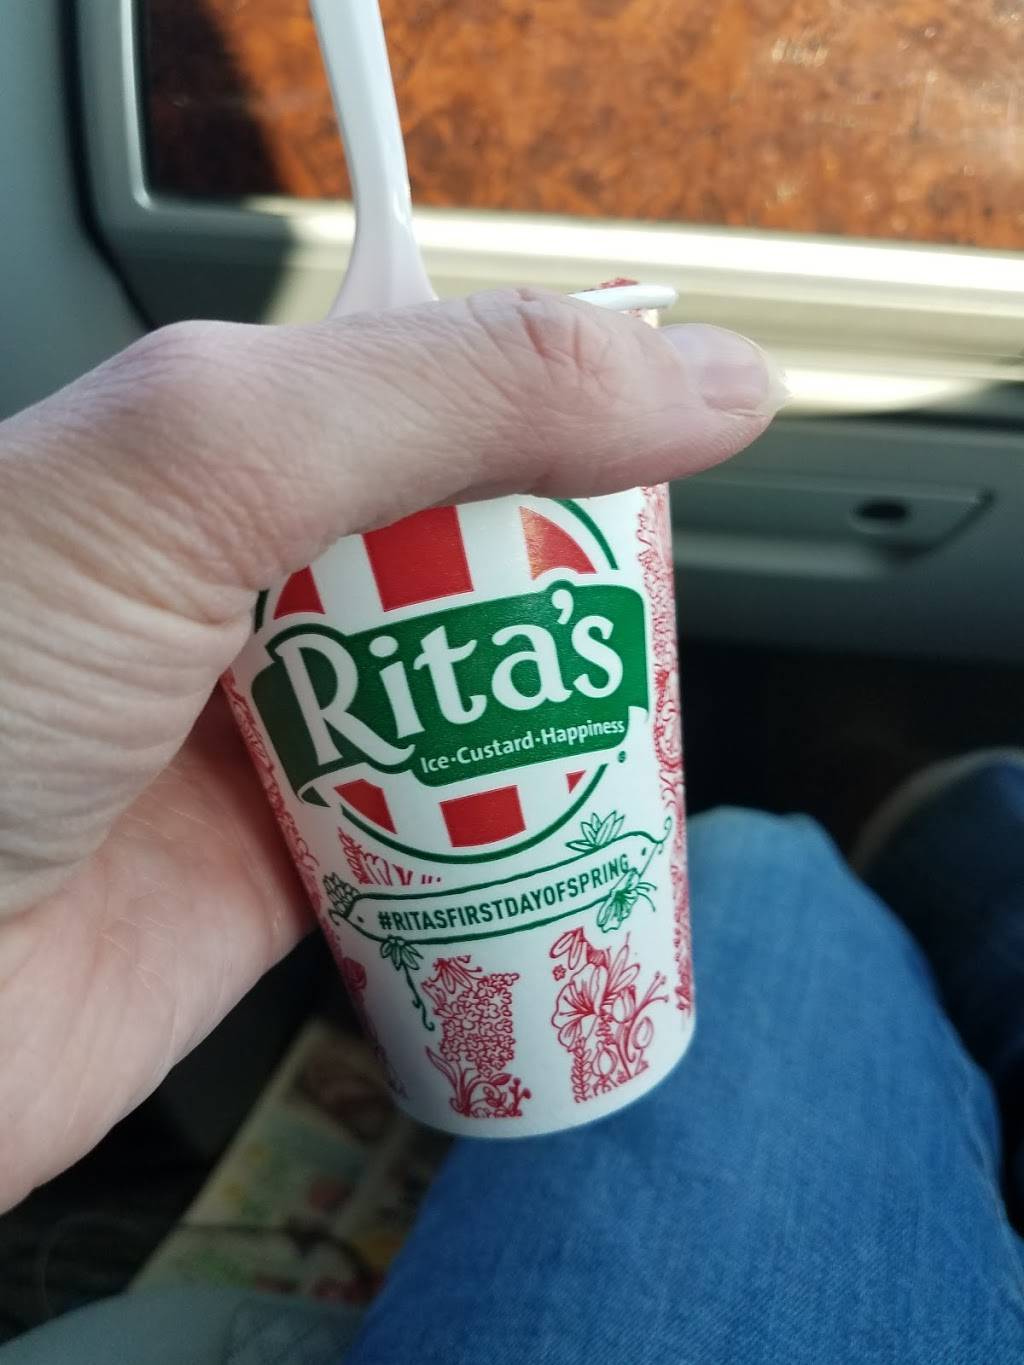 Rita's
Ice·Custard·Happiness
#RITASFIRSTDAYOFSPRING